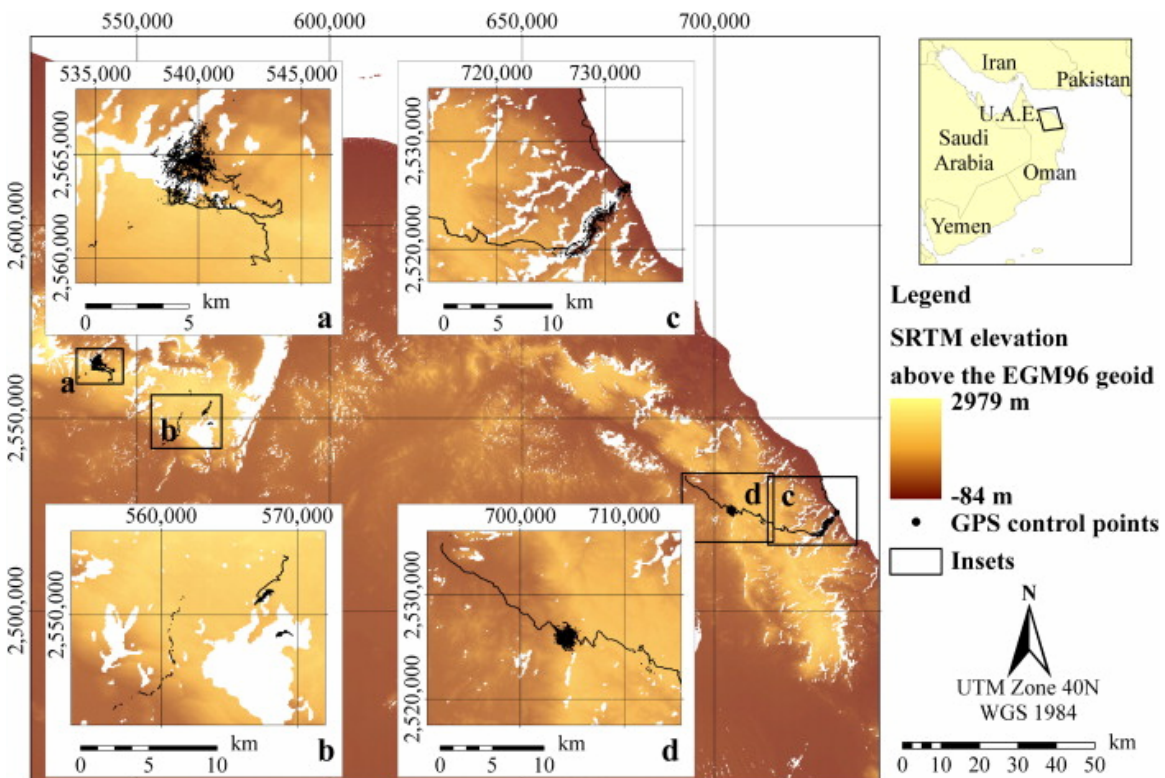 550,000
600,000
650,000
700,000
535,000
540,000
545,000
2,565,000
2,560,000
km
0
5
a
720,000
730,000
2,530,000
2,520,000
km
0
5
10
c
2,600,000
2,550,000
2,500,000
a
b
d
c
560,000
570,000
2,550,000
km
0
5
10
b
700,000
710,000
2,530,000
2,520,000
km
0
5
10
d
Iran
Pakistan
U.A.E.
Saudi
Arabia
Oman
Yemen
Legend
SRTM elevation
above the EGM96 geoid
2979 m
-84 m
GPS control points
Insets
N
UTM Zone 40N
WGS 1984
km
0 10 20 30 40 50